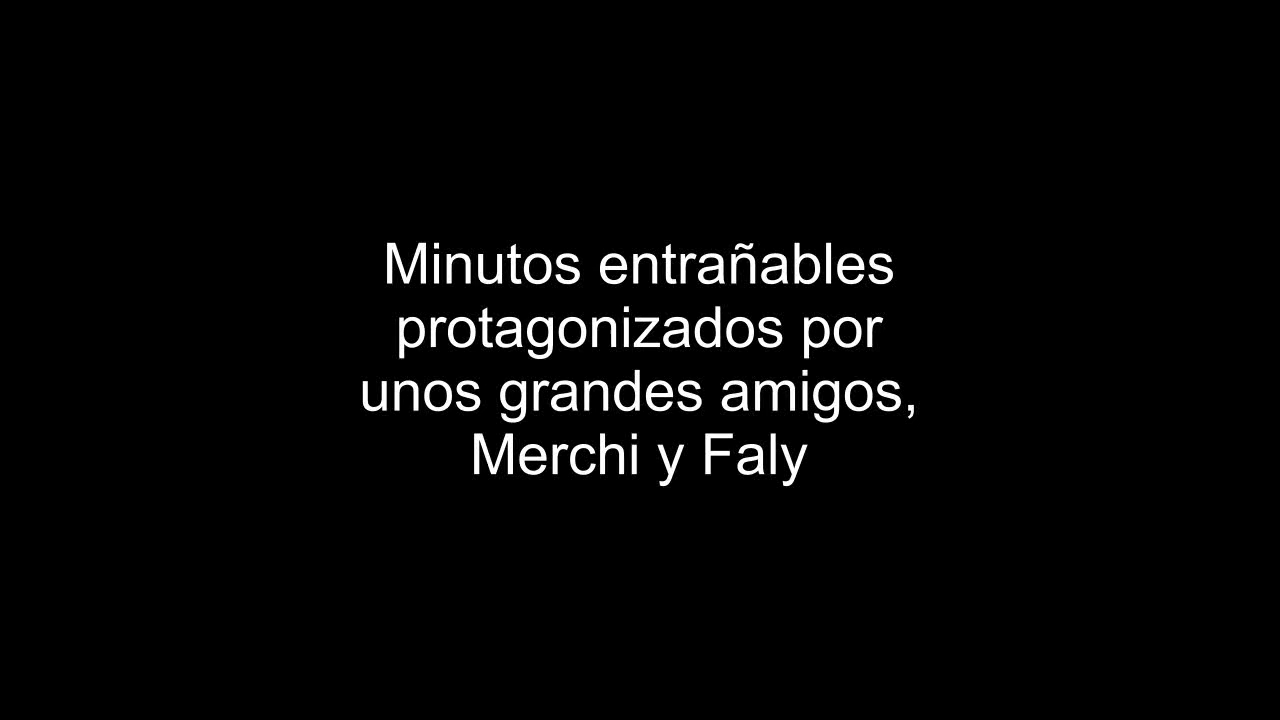 Minutos entrañables
protagonizados por
unos grandes amigos,
Merchi y Faly